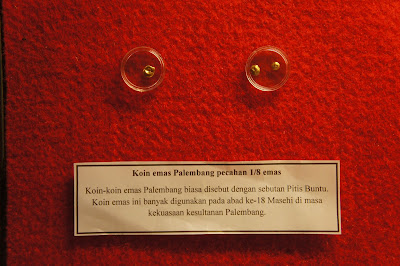 Koin emas Palembang pecahan 1/8 emas
Koin-koin emas Palembang biasa disebut dengan sebutan Pitis Buntu.
Koin emas ini banyak digunakan pada abad ke-18 Masehi di masa
kekuasaan kesultanan Palembang.